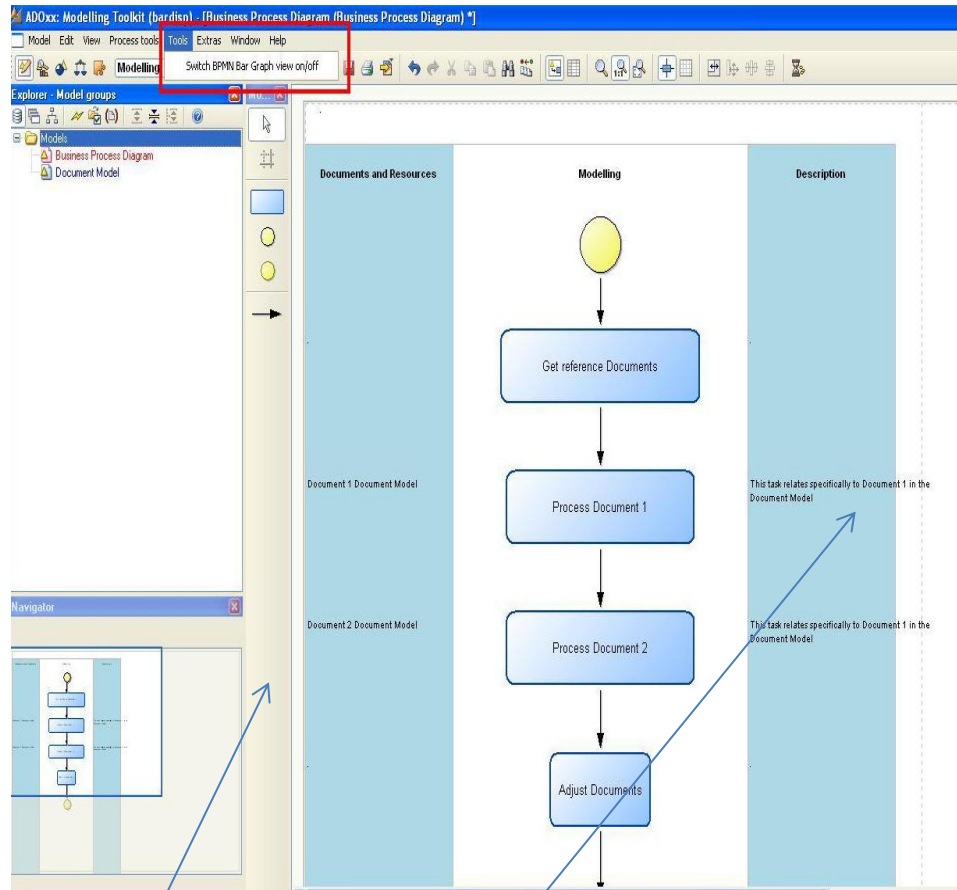 ADOxx: Modelling Toolkit (bardisn) - [Business Process Diagram (Business Process Diagram) *]
Model Edit View Process tools Tools Extras Window Help
Modelling
Switch BPMN Bar Graph view on/off
Explorer - Model groups
Models
Business Process Diagram
Document Model
Documents and Resources
Modelling
Description
Get reference Documents
Document 1 Document Model
Process Document 1
This task relates specifically to Document 1 in the
Document Model
Navigator
Document 2 Document Model
Process Document 2
This task relates specifically to Document 1 in the
Document Model
Adjust Documents